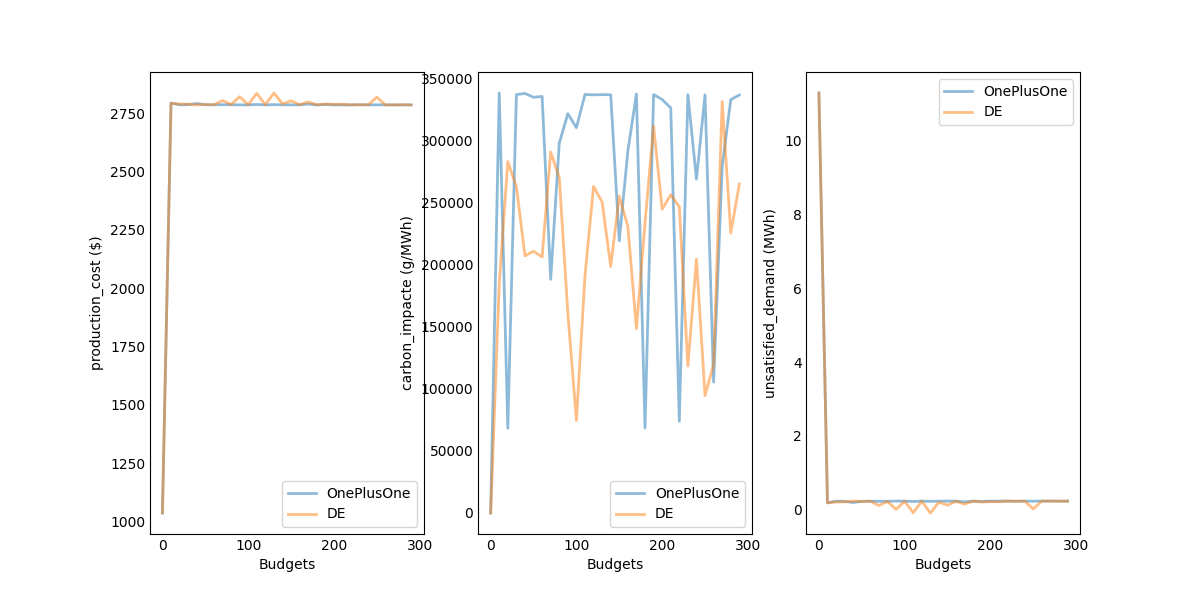 production_cost ($)
2750
2500
2250
2000
1750
1500
1250
1000
0
100
200
300
Budgets
OnePlusOne
DE
carbon_impacte (g/MWh)
350000
300000
250000
200000
150000
100000
50000
0
0
100
200
300
Budgets
OnePlusOne
DE
unsatisfied_demand (MWh)
10
8
6
4
2
0
0
100
200
300
Budgets
OnePlusOne
DE